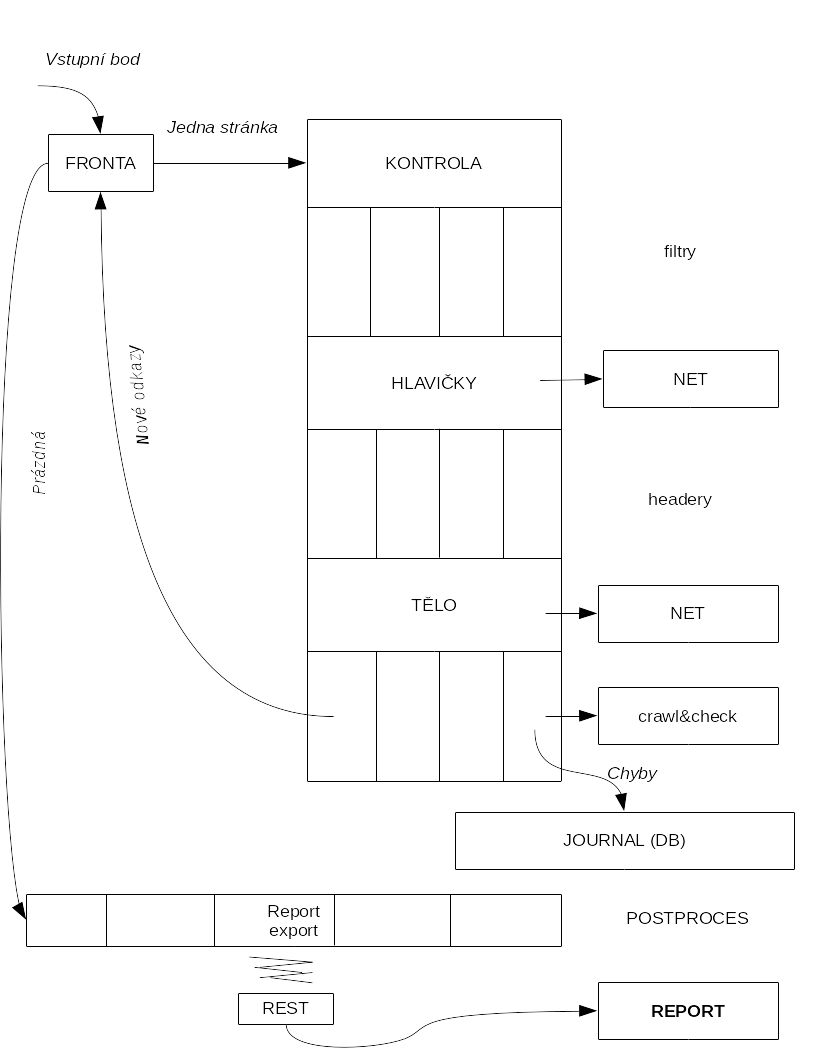 Vstupní bod
Jedna stránka
FRONTA
KONTROLA
filtry
Nové odkazy
HLAVIČKY
NET
Prázdná
headery
TĚLO
NET
crawl&check
Chyby
JOURNAL (DB)
Report
export
POSTPROCES
REST
REPORT